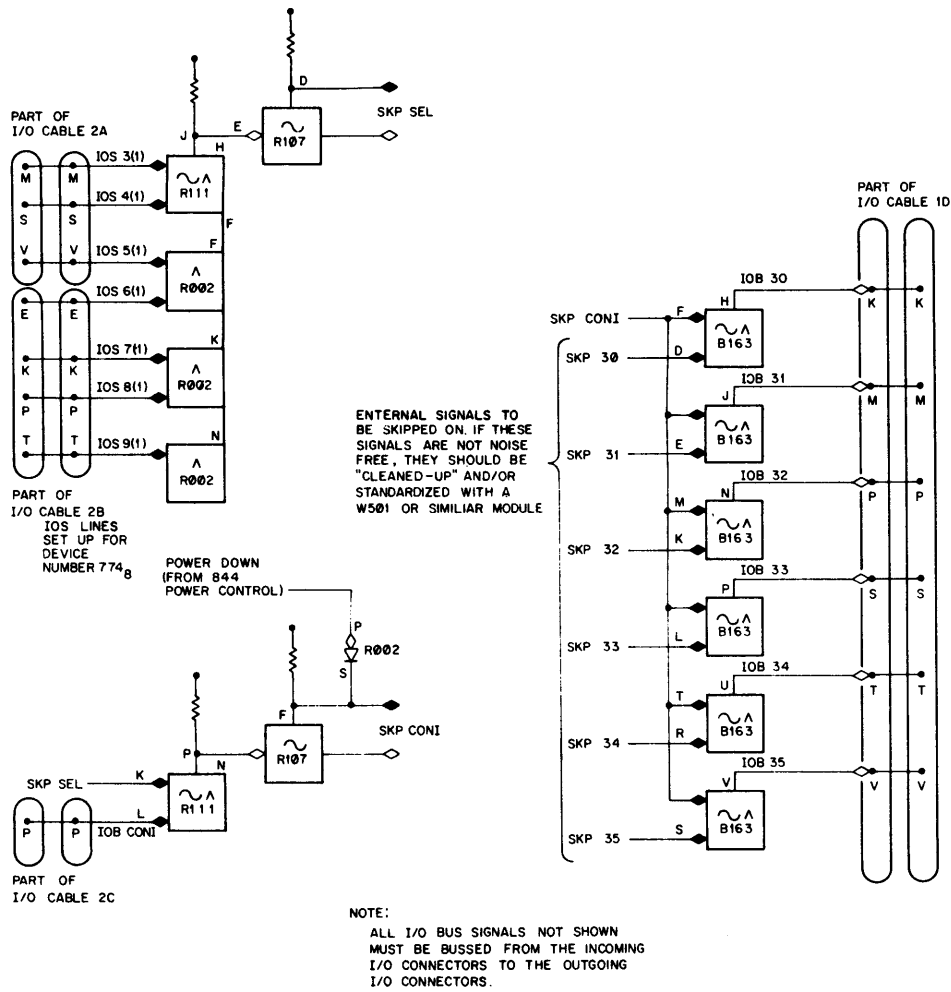 D
SKP SEL
E
R107
J
H
PART OF
I/O CABLE 2A
IOS 3(1)
M
M
R111
IOS 4(1)
S
S
F
V
V
IOS 5(1)
F
R002
IOS 6(1)
E
E
K
IOS 7(1)
K
K
R002
IOS 8(1)
P
P
N
IOS 9(1)
T
T
R002
PART OF
I/O CABLE 2B
IOS LINES
SET UP FOR
DEVICE
NUMBER 774₈
POWER DOWN
(FROM 844
POWER CONTROL)
P
R002
S
F
SKP CONI
R107
P
N
K
SKP SEL
R111
L
P
P
IOB CONI
PART OF
I/O CABLE 2C
EXTERNAL SIGNALS TO
BE SKIPPED ON. IF THESE
SIGNALS ARE NOT NOISE
FREE, THEY SHOULD BE
"CLEANED-UP" AND/OR
STANDARDIZED WITH A
W501 OR SIMILIAR MODULE
PART OF
I/O CABLE 1D
IOB 30
H
K
K
SKP CONI
F
B163
SKP 30
D
IOB 31
J
M
M
B163
SKP 31
E
IOB 32
N
P
P
M
B163
SKP 32
K
IOB 33
P
S
S
B163
SKP 33
L
IOB 34
U
T
T
T
B163
SKP 34
R
IOB 35
V
V
V
B163
SKP 35
S
NOTE:
ALL I/O BUS SIGNALS NOT SHOWN
MUST BE BUSSED FROM THE INCOMING
I/O CONNECTORS TO THE OUTGOING
I/O CONNECTORS.